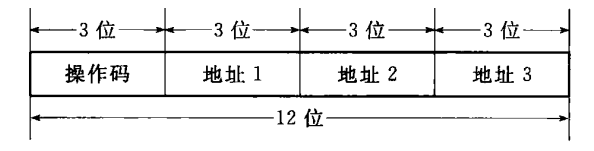 3 位 3 位 3 位 3 位
操作码 地址 1 地址 2 地址 3
12 位